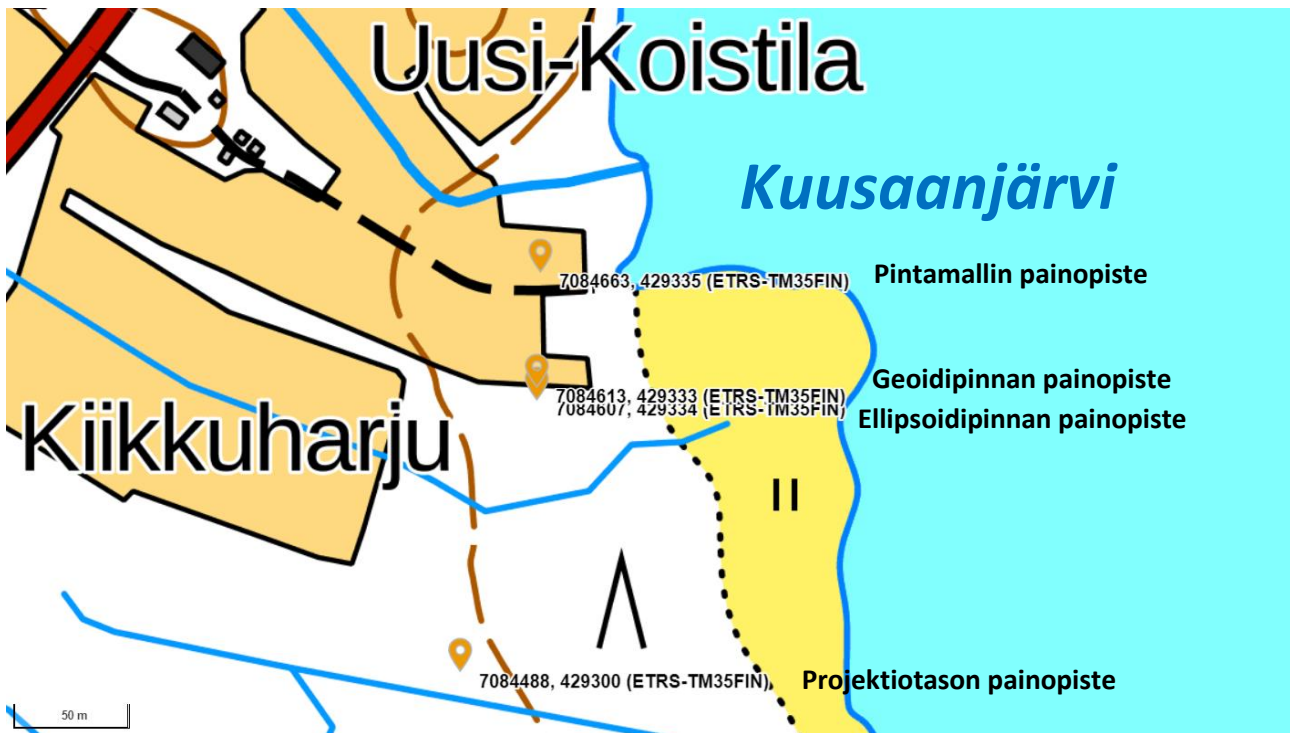 Uusi-Koistila
Kuusaanjärvi
Pintamallin painopiste
7084663, 429335 (ETRS-TM35FIN)
Geoidipinnan painopiste
7084613, 429333 (ETRS-TM35FIN)
7084607, 429334 (ETRS-TM35FIN)
Ellipsoidipinnan painopiste
Kiikkuharju
7084488, 429300 (ETRS-TM35FIN)
Projektiotason painopiste
50 m